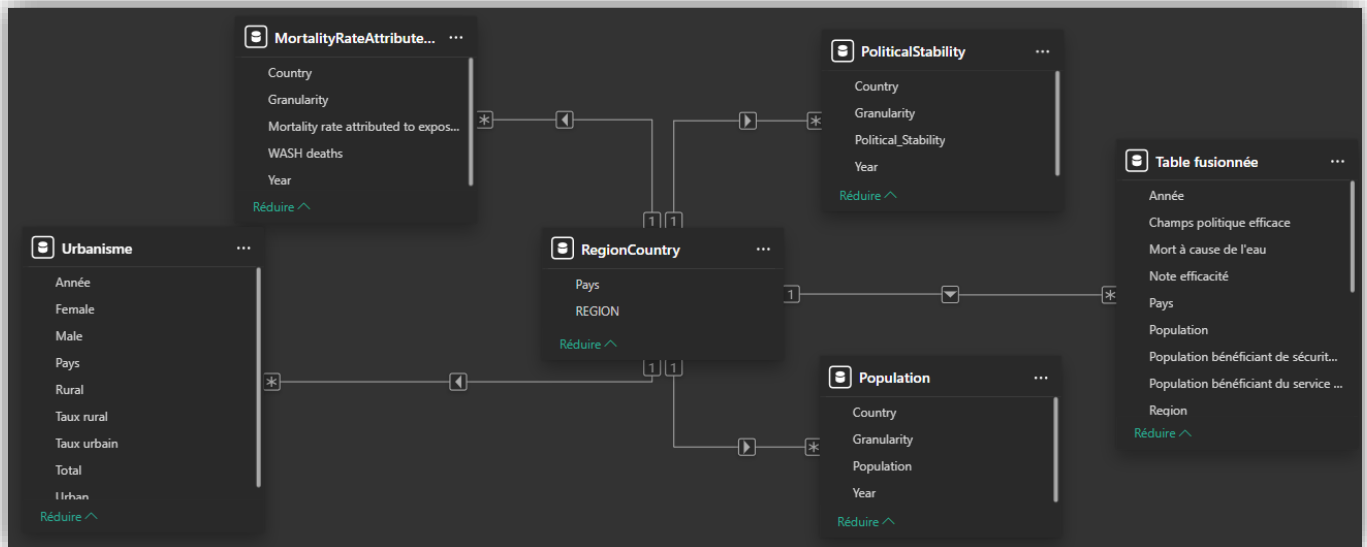 MortalityRateAttribute... ...
Country
Granularity
Mortality rate attributed to expos...
WASH deaths
Year
Réduire
PoliticalStability ...
Country
Granularity
Political_Stability
Year
Réduire
Table fusionnée ...
Année
Champs politique efficace
Mort à cause de l'eau
Note efficacité
Pays
Population
Population bénéficiant de sécurit...
Population bénéficiant du service ...
Region
Réduire
Urbanisme ...
Année
Female
Male
Pays
Rural
Taux rural
Taux urbain
Total
Urban
Réduire
RegionCountry ...
Pays
REGION
Réduire
Population ...
Country
Granularity
Population
Year
Réduire
* 1
1 *
1 *
* 1
1 *